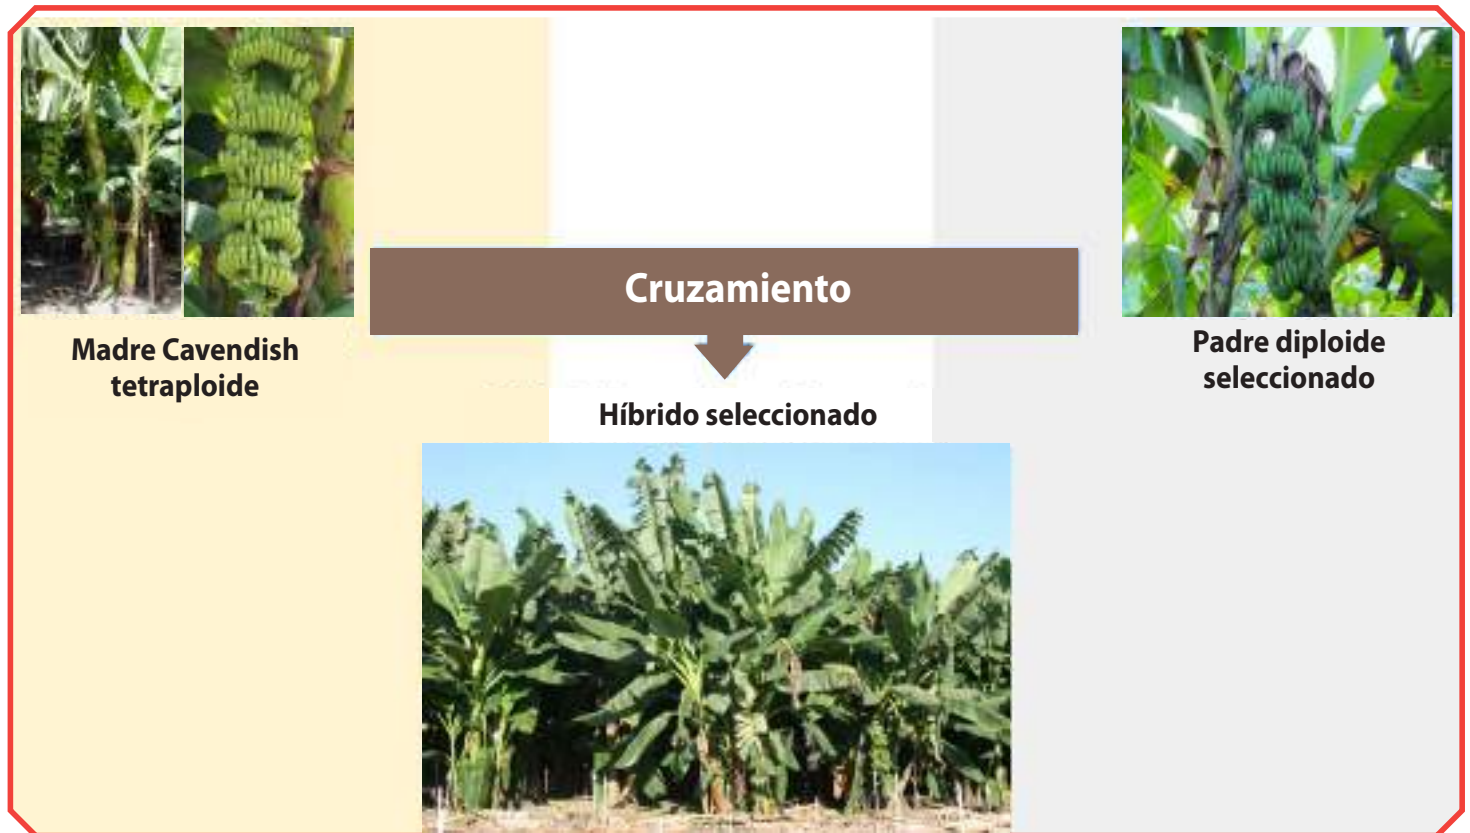 Cruzamiento
Madre Cavendish
tetraploide
Padre diploide
seleccionado
Híbrido seleccionado